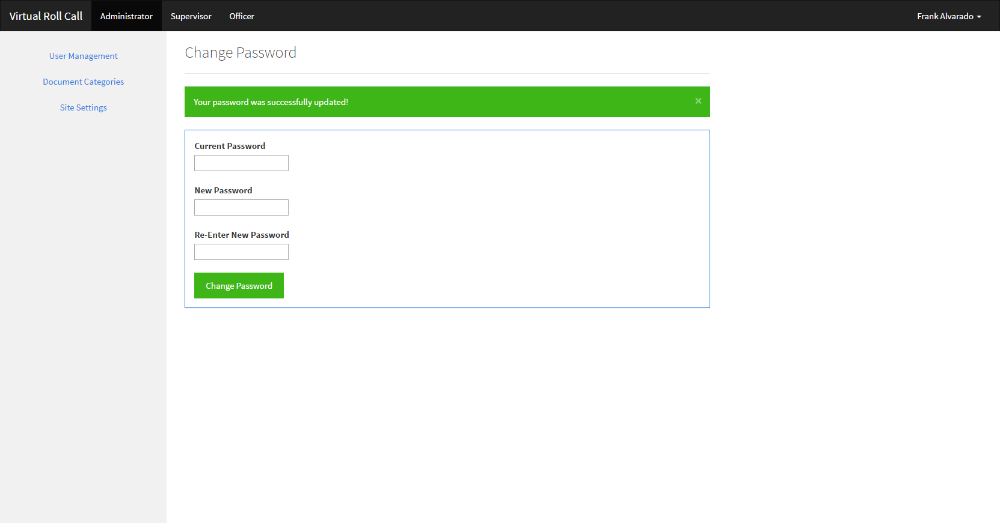 Virtual Roll Call Administrator Supervisor Officer Frank Alvarado
User Management
Document Categories
Site Settings
Change Password
Your password was successfully updated!
Current Password
New Password
Re-Enter New Password
Change Password